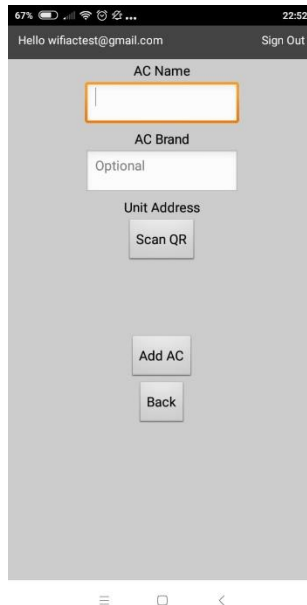 67% ... 22:52
Hello wifiactest@gmail.com Sign Out
AC Name
AC Brand
Optional
Unit Address
Scan QR
Add AC
Back